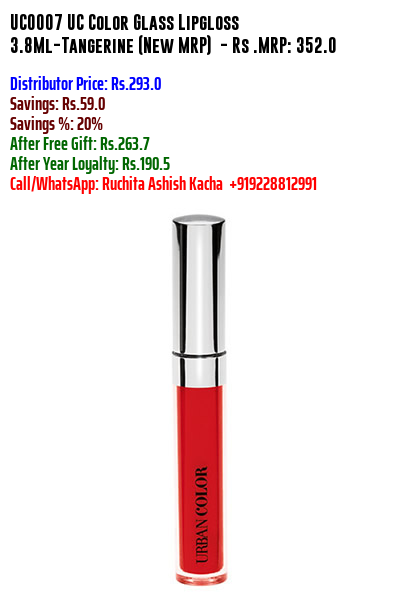 UC0007 UC Color Glass Lipgloss
3.8Ml-Tangerine (New MRP) - Rs .MRP: 352.0
Distributor Price: Rs.293.0
Savings: Rs.59.0
Savings %: 20%
After Free Gift: Rs.263.7
After Year Loyalty: Rs.190.5
Call/WhatsApp: Ruchita Ashish Kacha +919228812991
URBAN COLOR